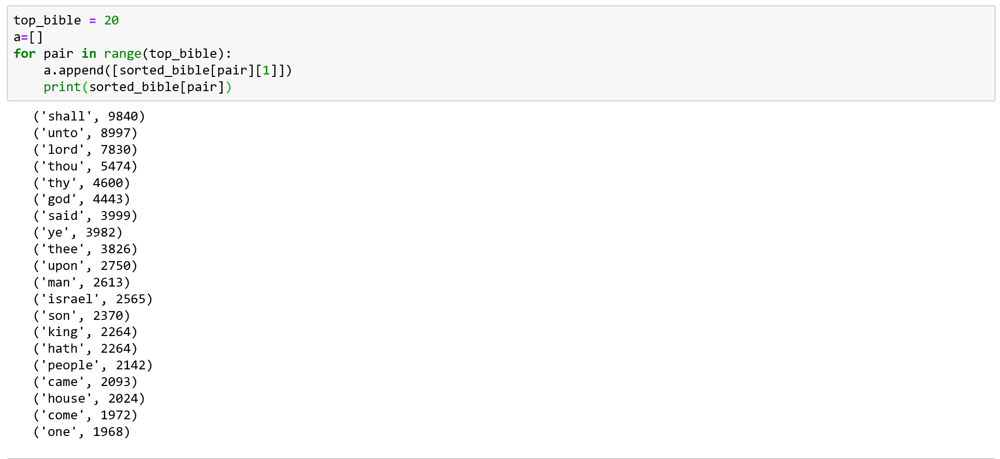 top_bible = 20
a=[]
for pair in range(top_bible):
    a.append([sorted_bible[pair][1]])
    print(sorted_bible[pair])
('shall', 9840)
('unto', 8997)
('lord', 7830)
('thou', 5474)
('thy', 4600)
('god', 4443)
('said', 3999)
('ye', 3982)
('thee', 3826)
('upon', 2750)
('man', 2613)
('israel', 2565)
('son', 2370)
('king', 2264)
('hath', 2264)
('people', 2142)
('came', 2093)
('house', 2024)
('come', 1972)
('one', 1968)